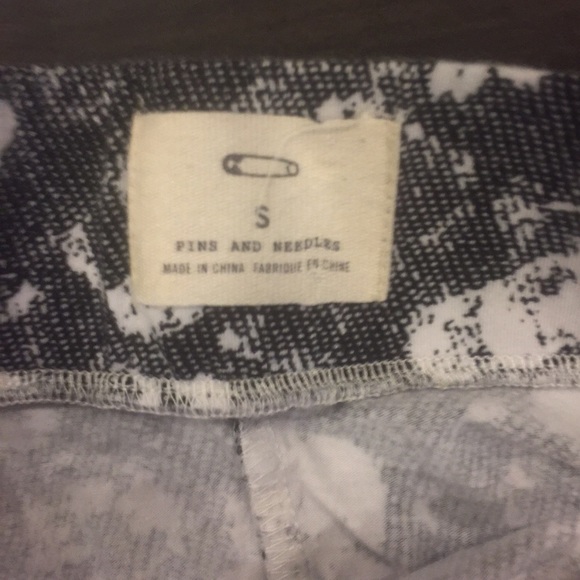 S
PINS AND NEEDLES
MADE IN CHINA FABRIQUE EN CHINE